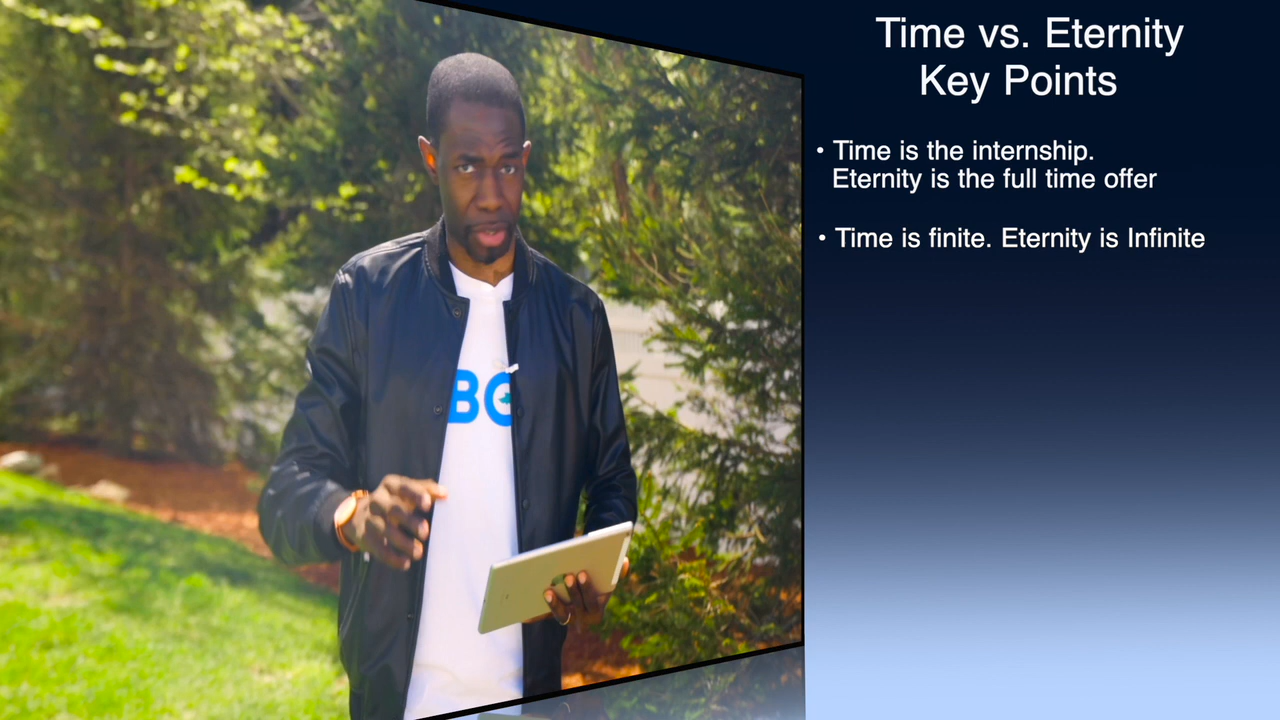 Time vs. Eternity
Key Points
• Time is the internship.
Eternity is the full time offer
• Time is finite. Eternity is Infinite